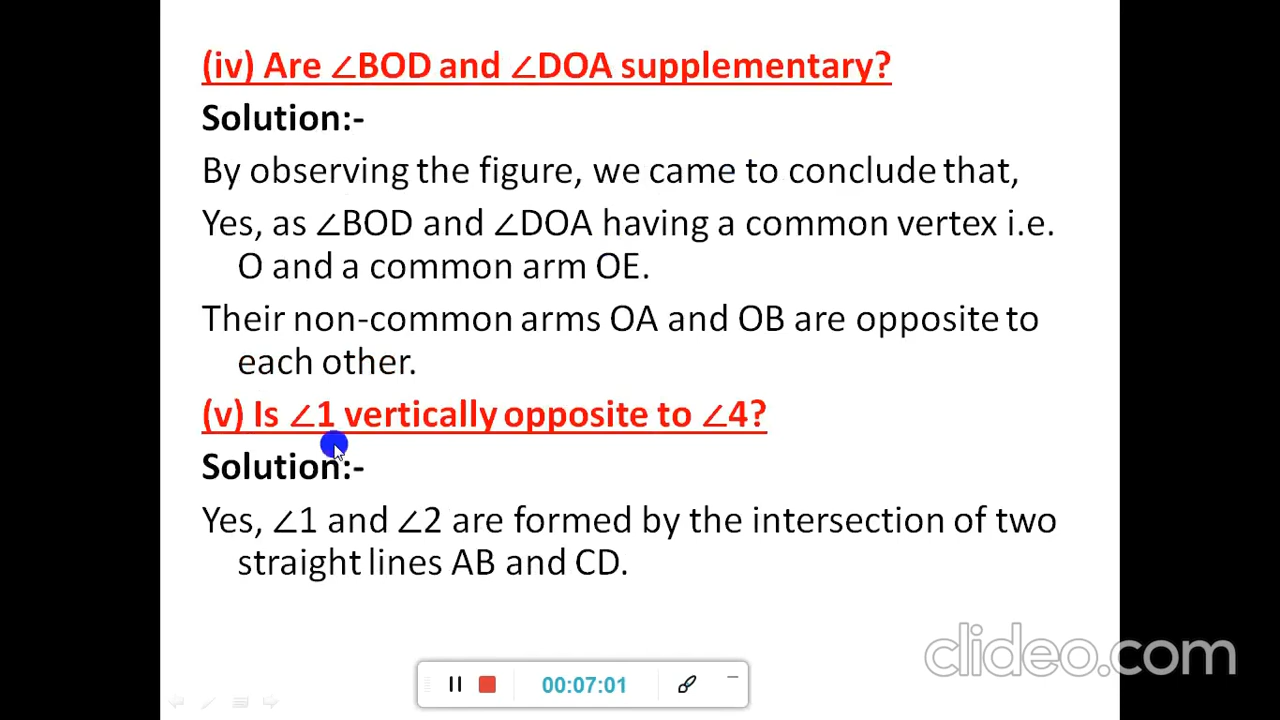 (iv) Are ∠BOD and ∠DOA supplementary?
Solution:-
By observing the figure, we came to conclude that,
Yes, as ∠BOD and ∠DOA having a common vertex i.e.
O and a common arm OE.
Their non-common arms OA and OB are opposite to
each other.
(v) Is ∠1 vertically opposite to ∠4?
Solution:-
Yes, ∠1 and ∠2 are formed by the intersection of two
straight lines AB and CD.
clideo.com
00:07:01